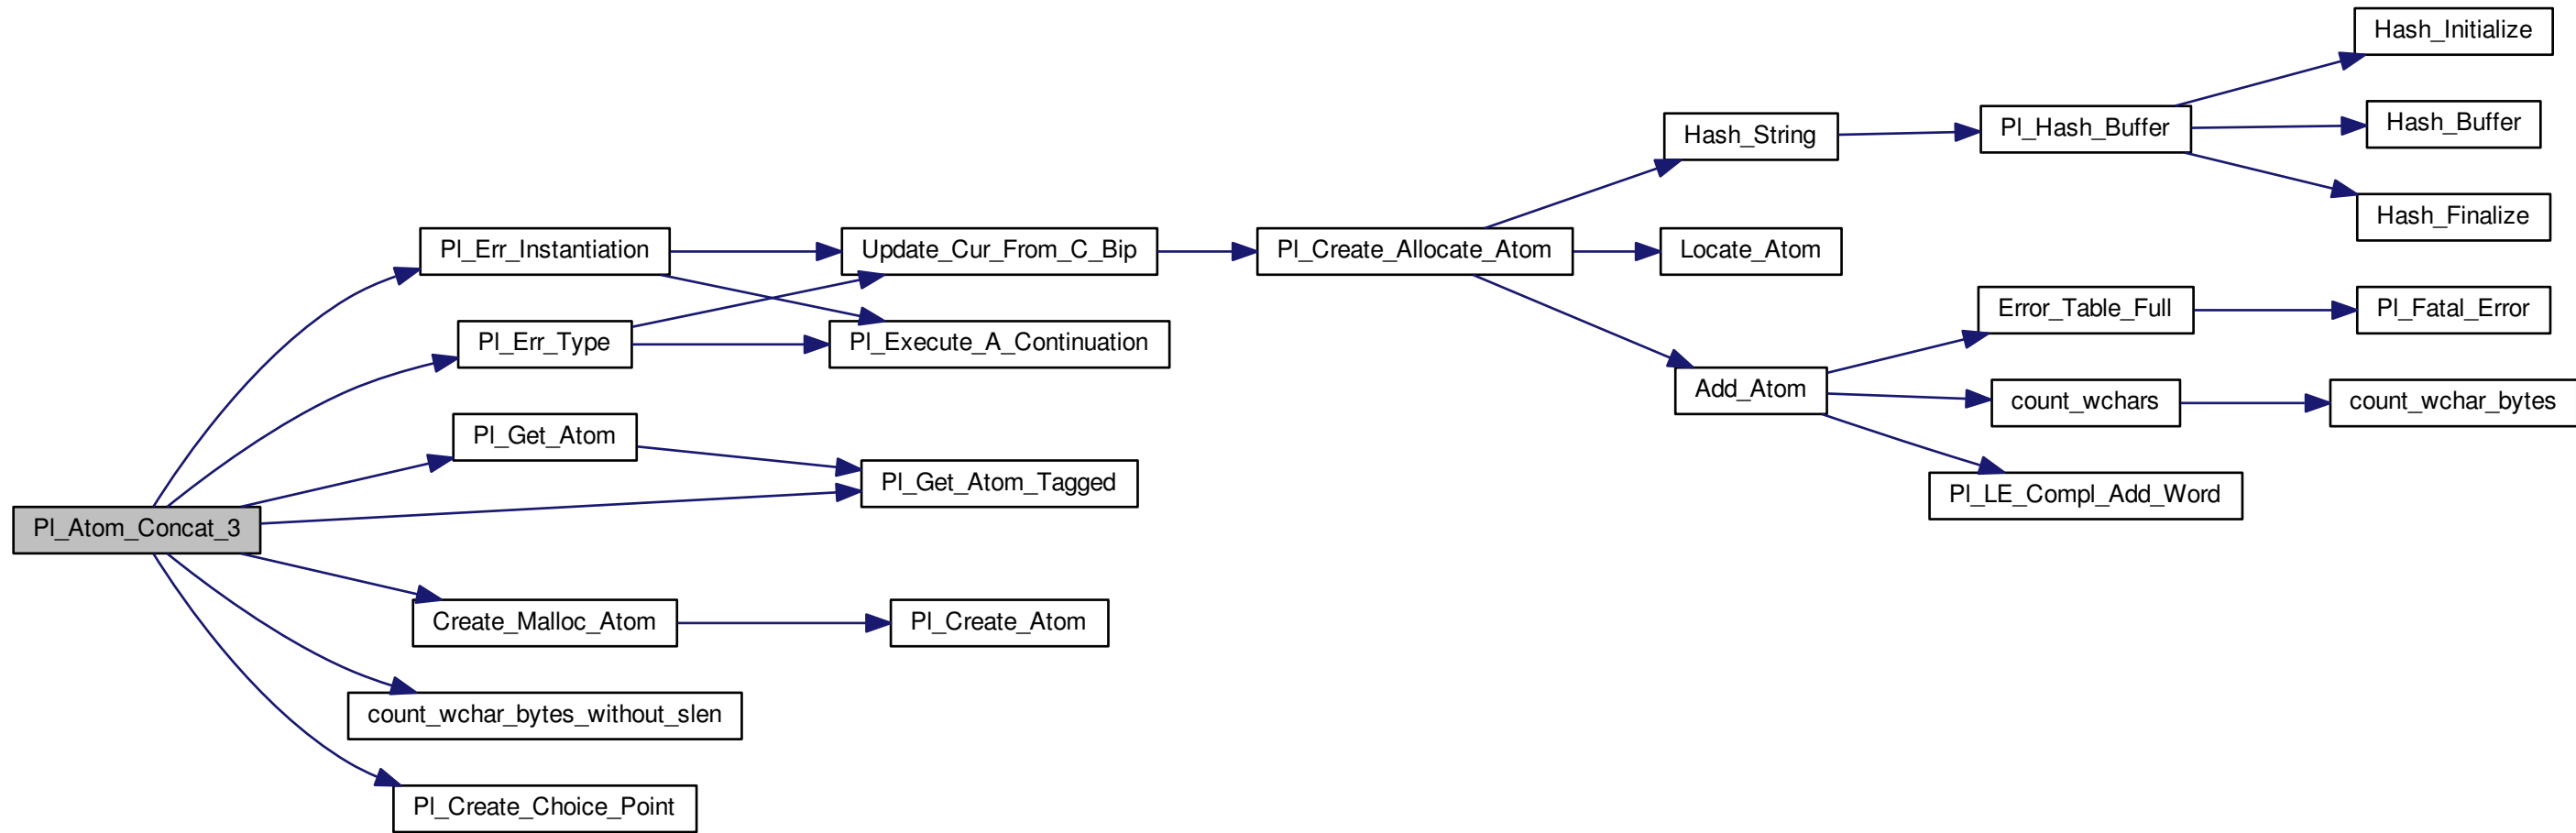 Hash_Initialize
Pl_Hash_Buffer
Hash_Buffer
Hash_String
Hash_Finalize
Pl_Err_Instantiation
Update_Cur_From_C_Bip
Pl_Create_Allocate_Atom
Locate_Atom
Error_Table_Full
Pl_Fatal_Error
Pl_Err_Type
Pl_Execute_A_Continuation
Add_Atom
count_wchars
count_wchar_bytes
Pl_Get_Atom
Pl_Get_Atom_Tagged
Pl_LE_Compl_Add_Word
Pl_Atom_Concat_3
Create_Malloc_Atom
Pl_Create_Atom
count_wchar_bytes_without_slen
Pl_Create_Choice_Point